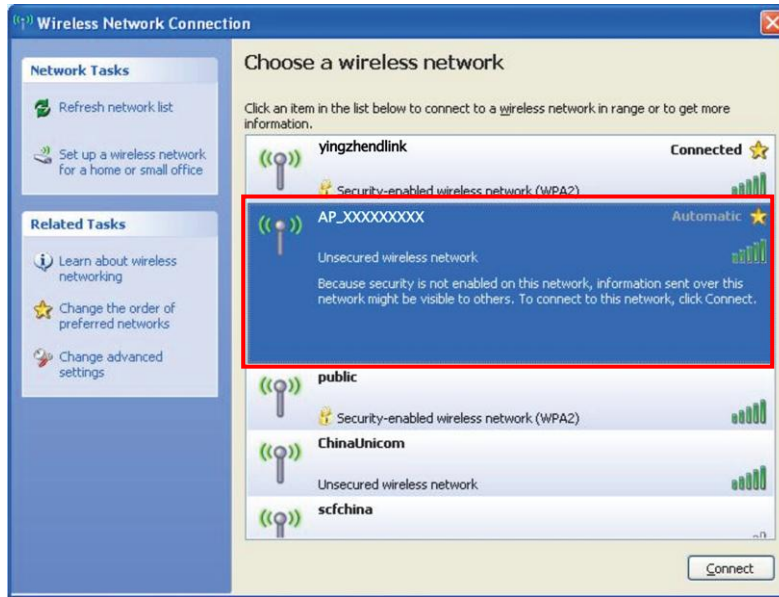 Wireless Network Connection
Network Tasks
Refresh network list
Set up a wireless network
for a home or small office
Related Tasks
Learn about wireless
networking
Change the order of
preferred networks
Change advanced
settings
Choose a wireless network
Click an item in the list below to connect to a wireless network in range or to get more
information.
yingzhendlink Connected
Security-enabled wireless network (WPA2)
AP_XXXXXXXXX Automatic
Unsecured wireless network
Because security is not enabled on this network, information sent over this
network might be visible to others. To connect to this network, click Connect.
public
Security-enabled wireless network (WPA2)
ChinaUnicom
Unsecured wireless network
scfchina
Connect